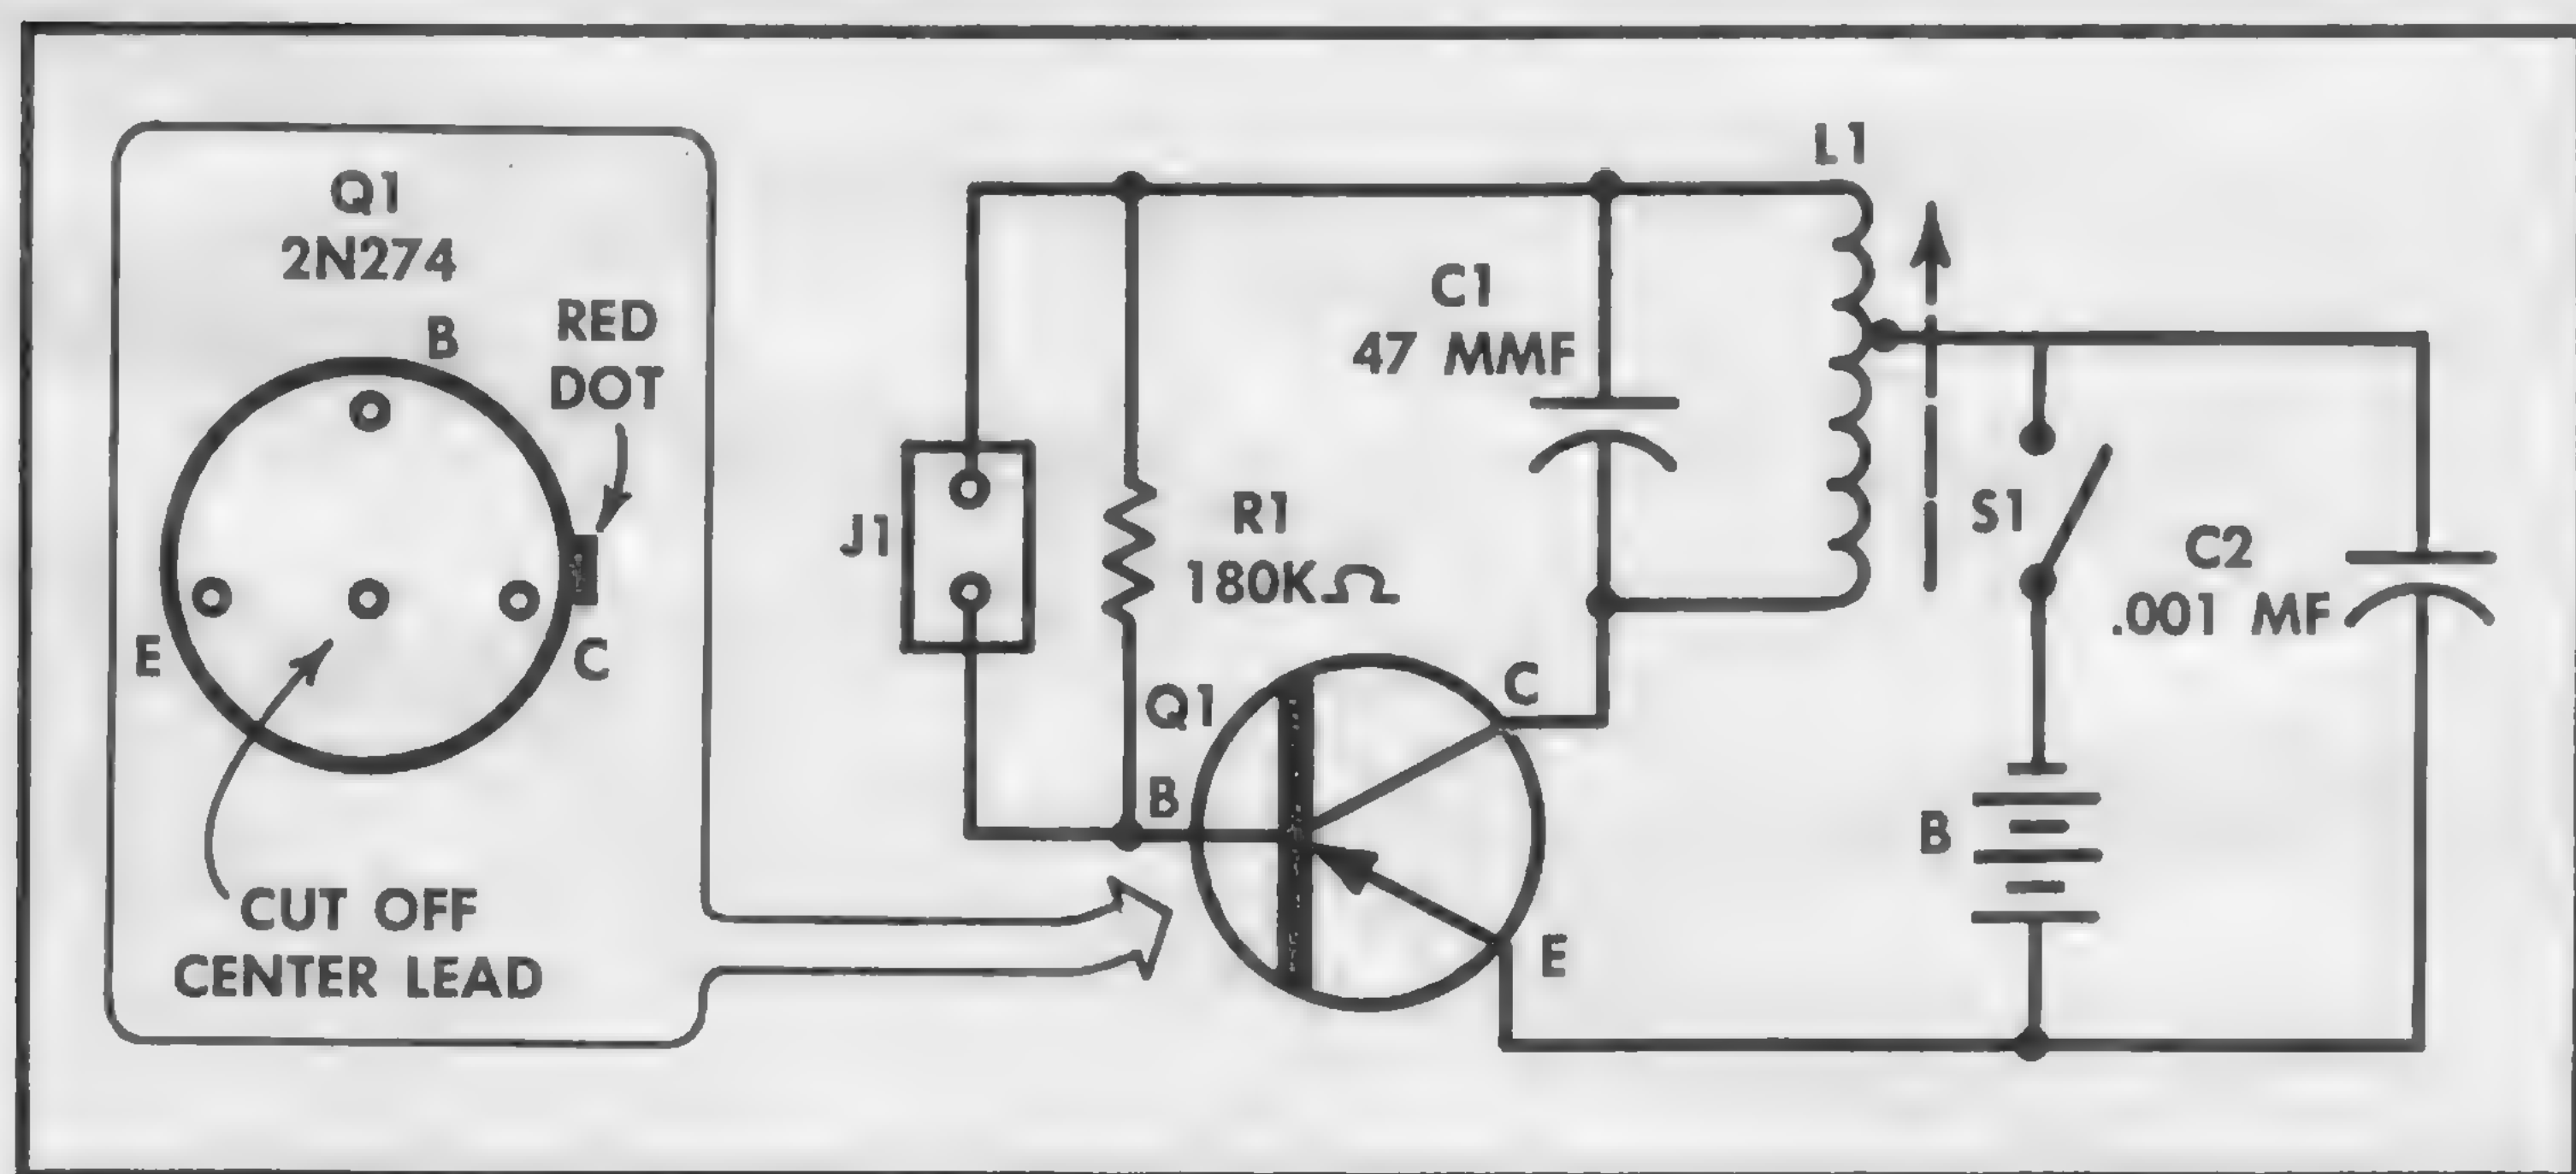 Q1
2N274
B
RED
DOT
E
C
CUT OFF
CENTER LEAD
L1
C1
47 MMF
J1
R1
180KΩ
S1
C2
.001 MF
Q1
C
B
B
E